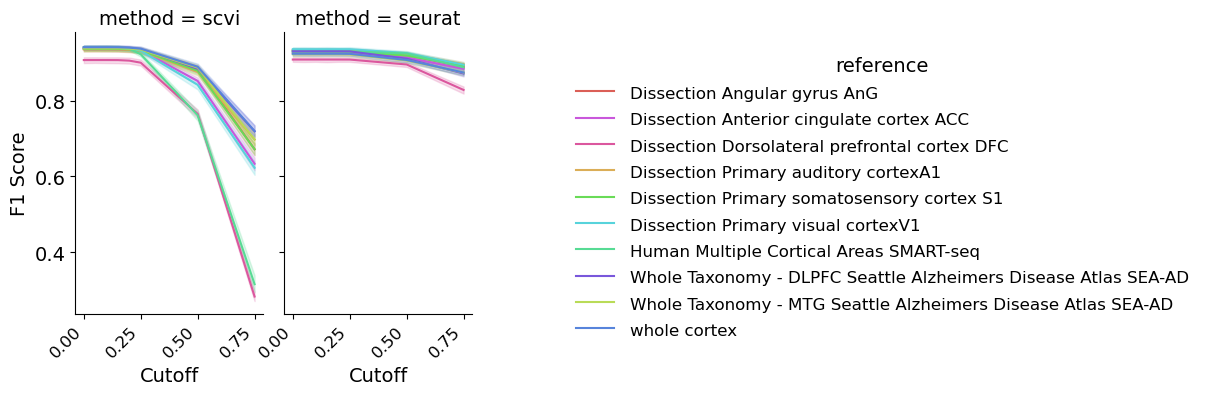 method = scvi
method = seurat
F1 Score
0.8
0.6
0.4
0.00
0.25
0.50
0.75
Cutoff
0.00
0.25
0.50
0.75
Cutoff
reference
Dissection Angular gyrus AnG
Dissection Anterior cingulate cortex ACC
Dissection Dorsolateral prefrontal cortex DFC
Dissection Primary auditory cortexA1
Dissection Primary somatosensory cortex S1
Dissection Primary visual cortexV1
Human Multiple Cortical Areas SMART-seq
Whole Taxonomy - DLPFC Seattle Alzheimers Disease Atlas SEA-AD
Whole Taxonomy - MTG Seattle Alzheimers Disease Atlas SEA-AD
whole cortex